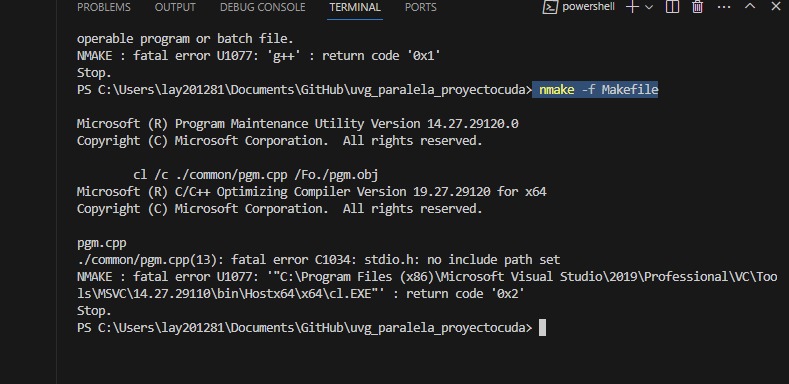 PROBLEMS OUTPUT DEBUG CONSOLE TERMINAL PORTS powershell
operable program or batch file.
NMAKE : fatal error U1077: 'g++' : return code '0x1'
Stop.
PS C:\Users\lay201281\Documents\GitHub\uvg_paralela_proyectocuda> nmake -f Makefile
Microsoft (R) Program Maintenance Utility Version 14.27.29120.0
Copyright (C) Microsoft Corporation.  All rights reserved.
cl /c ./common/pgm.cpp /Fo./pgm.obj
Microsoft (R) C/C++ Optimizing Compiler Version 19.27.29120 for x64
Copyright (C) Microsoft Corporation.  All rights reserved.
pgm.cpp
./common/pgm.cpp(13): fatal error C1034: stdio.h: no include path set
NMAKE : fatal error U1077: '"C:\Program Files (x86)\Microsoft Visual Studio\2019\Professional\VC\Too
ls\MSVC\14.27.29110\bin\Hostx64\x64\cl.EXE"' : return code '0x2'
Stop.
PS C:\Users\lay201281\Documents\GitHub\uvg_paralela_proyectocuda>